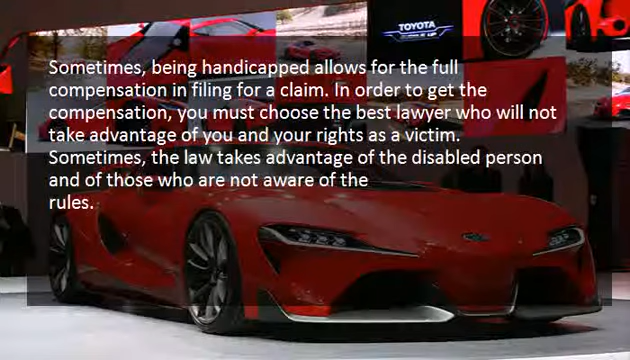 TOYOTA
Sometimes, being handicapped allows for the full
compensation in filing for a claim. In order to get the
compensation, you must choose the best lawyer who will not
take advantage of you and your rights as a victim.
Sometimes, the law takes advantage of the disabled person
and of those who are not aware of the
rules.